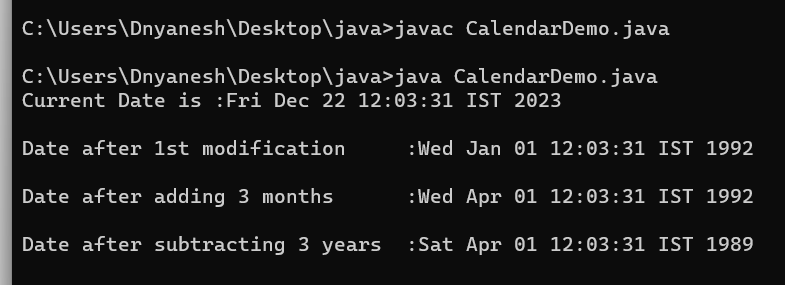 C:\Users\Dnyanesh\Desktop\java>javac CalendarDemo.java
C:\Users\Dnyanesh\Desktop\java>java CalendarDemo.java
Current Date is :Fri Dec 22 12:03:31 IST 2023
Date after 1st modification     :Wed Jan 01 12:03:31 IST 1992
Date after adding 3 months      :Wed Apr 01 12:03:31 IST 1992
Date after subtracting 3 years  :Sat Apr 01 12:03:31 IST 1989